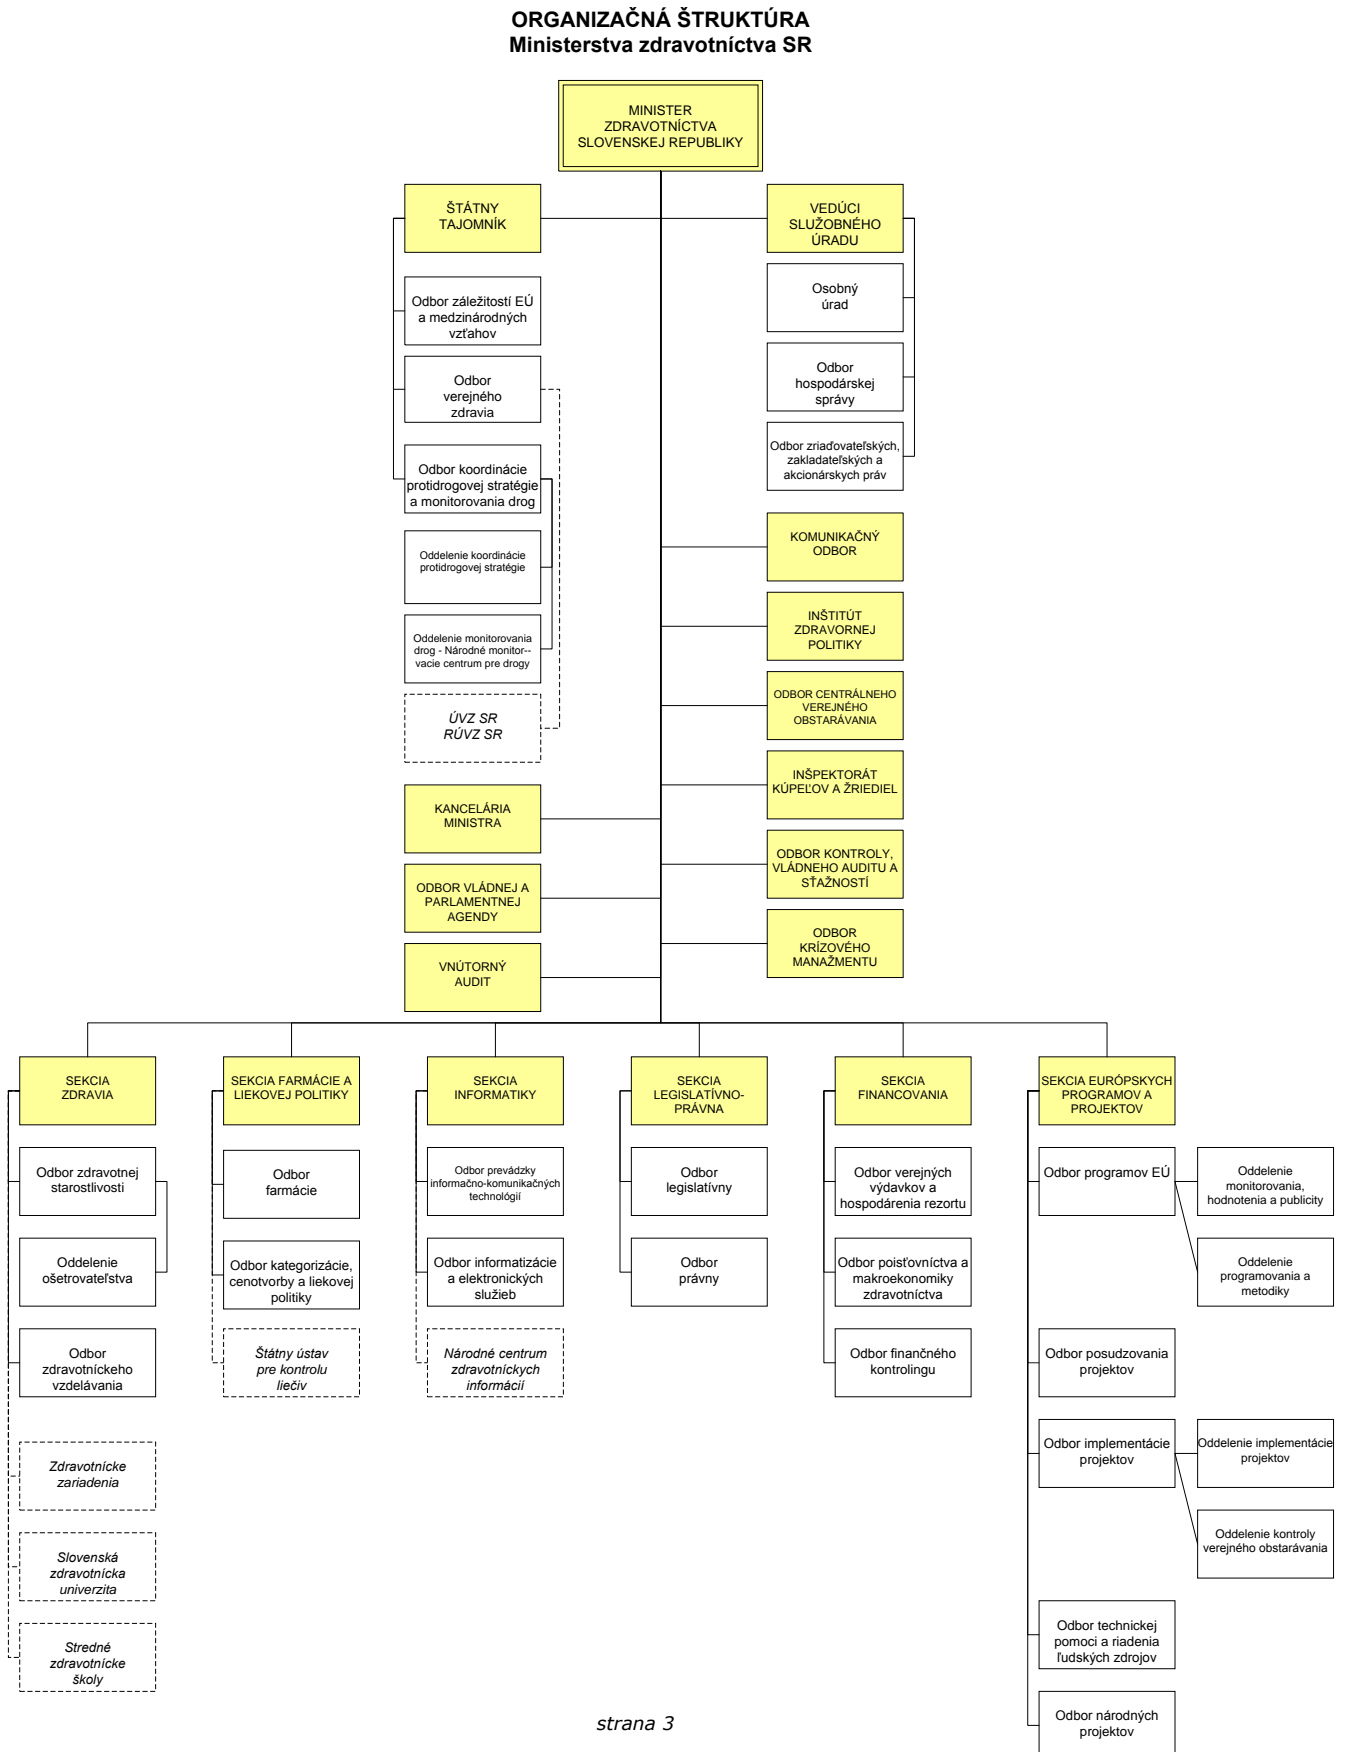 ORGANIZAČNÁ ŠTRUKTÚRA
Ministerstva zdravotníctva SR
MINISTER
ZDRAVOTNÍCTVA
SLOVENSKEJ REPUBLIKY
ŠTÁTNY
TAJOMNÍK
Odbor záležitostí EÚ
a medzinárodných
vzťahov
Odbor
verejného
zdravia
Odbor koordinácie
protidrogovej stratégie
a monitorovania drog
Oddelenie koordinácie
protidrogovej stratégie
Oddelenie monitorovania
drog - Národné monitor--
vacie centrum pre drogy
ÚVZ SR
RÚVZ SR
KANCELÁRIA
MINISTRA
ODBOR VLÁDNEJ A
PARLAMENTNEJ
AGENDY
VNÚTORNÝ
AUDIT
VEDÚCI
SLUŽOBNÉHO
ÚRADU
Osobný
úrad
Odbor
hospodárskej
správy
Odbor zriaďovateľských,
zakladateľských a
akcionárskych práv
KOMUNIKAČNÝ
ODBOR
INŠTITÚT
ZDRAVORNEJ
POLITIKY
ODBOR CENTRÁLNEHO
VEREJNÉHO
OBSTARÁVANIA
INŠPEKTORÁT
KÚPEĽOV A ŽRIEDIEL
ODBOR KONTROLY,
VLÁDNEHO AUDITU A
SŤAŽNOSTÍ
ODBOR
KRÍZOVÉHO
MANAŽMENTU
SEKCIA
ZDRAVIA
Odbor zdravotnej
starostlivosti
Oddelenie
ošetrovateľstva
Odbor
zdravotníckeho
vzdelávania
Zdravotnícke
zariadenia
Slovenská
zdravotnícka
univerzita
Stredné
zdravotnícke
školy
SEKCIA FARMÁCIE A
LIEKOVEJ POLITIKY
Odbor
farmácie
Odbor kategorizácie,
cenotvorby a liekovej
politiky
Štátny ústav
pre kontrolu
liečiv
SEKCIA
INFORMATIKY
Odbor prevádzky
informačno-komunikačných
technológií
Odbor informatizácie
a elektronických
služieb
Národné centrum
zdravotníckych
informácií
SEKCIA
LEGISLATÍVNO-
PRÁVNA
Odbor
legislatívny
Odbor
právny
SEKCIA
FINANCOVANIA
Odbor verejných
výdavkov a
hospodárenia rezortu
Odbor poisťovníctva a
makroekonomiky
zdravotníctva
Odbor finančného
kontrolingu
SEKCIA EURÓPSKYCH
PROGRAMOV A
PROJEKTOV
Odbor programov EÚ
Oddelenie
monitorovania,
hodnotenia a publicity
Oddelenie
programovania a
metodiky
Odbor posudzovania
projektov
Odbor implementácie
projektov
Oddelenie implementácie
projektov
Oddelenie kontroly
verejného obstarávania
Odbor technickej
pomoci a riadenia
ľudských zdrojov
Odbor národných
projektov
strana 3